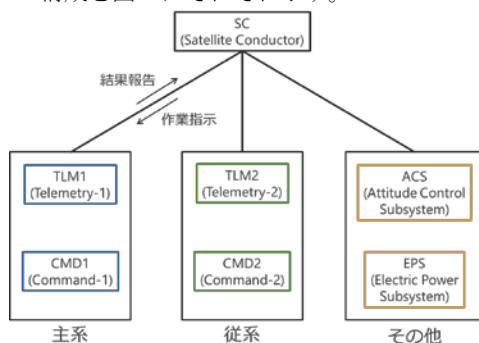 SC
(Satellite Conductor)
結果報告
作業指示
TLM1
(Telemetry-1)
CMD1
(Command-1)
主系
TLM2
(Telemetry-2)
CMD2
(Command-2)
従系
ACS
(Attitude Control
Subsystem)
EPS
(Electric Power
Subsystem)
その他